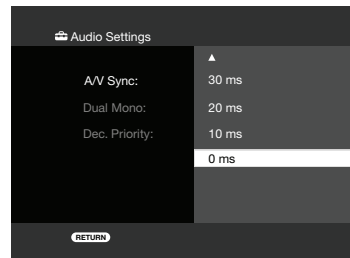 Audio Settings
▲
A/V Sync: 30 ms
Dual Mono: 20 ms
Dec. Priority: 10 ms
0 ms
RETURN